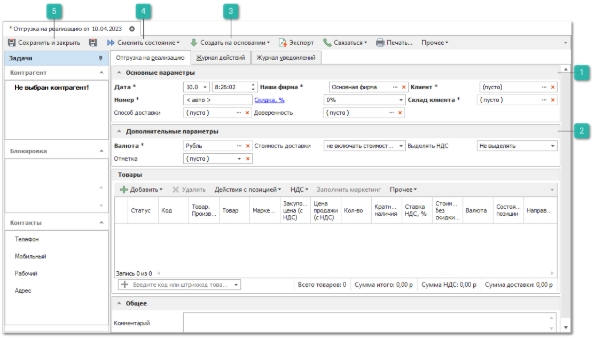 5
4
3
* Отгрузка на реализацию от 10.04.2023
Сохранить и закрыть Сменить состояние Создать на основании Экспорт Связаться Печать... Прочее
Задачи
Контрагент
Не выбран контрагент!
Блокировка
Контакты
Телефон
Мобильный
Рабочий
Адрес
Отгрузка на реализацию Журнал действий Журнал уведомлений
Основные параметры 1
Дата * 10.0 8:26:02 Наша фирма * Основная фирма Клиент * (пусто)
Номер * < авто > Скидка, % 0% Склад клиента * (пусто)
Способ доставки (пусто) Доверенность (пусто)
Дополнительные параметры 2
Валюта * Рубль Стоимость доставки не включать стоимост... Выделять НДС Не выделять
Отметка (пусто)
Товары
Добавить Удалить Действия с позицией НДС Заполнить маркетинг Прочее
Статус Код Товар. Произв... Товар Марке... Закупо... цена (с НДС) Цена продажи (с НДС) Кол-во Кратн... наличия Ставка НДС, % Стоим... без скидки... Валюта Состоя... позиции Направ...
Запись 0 из 0
Введите код или штрихкод това... Всего товаров: 0 Сумма итого: 0,00 р Сумма НДС: 0,00 р Сумма доставки: 0,00 р
Общее
Комментарий